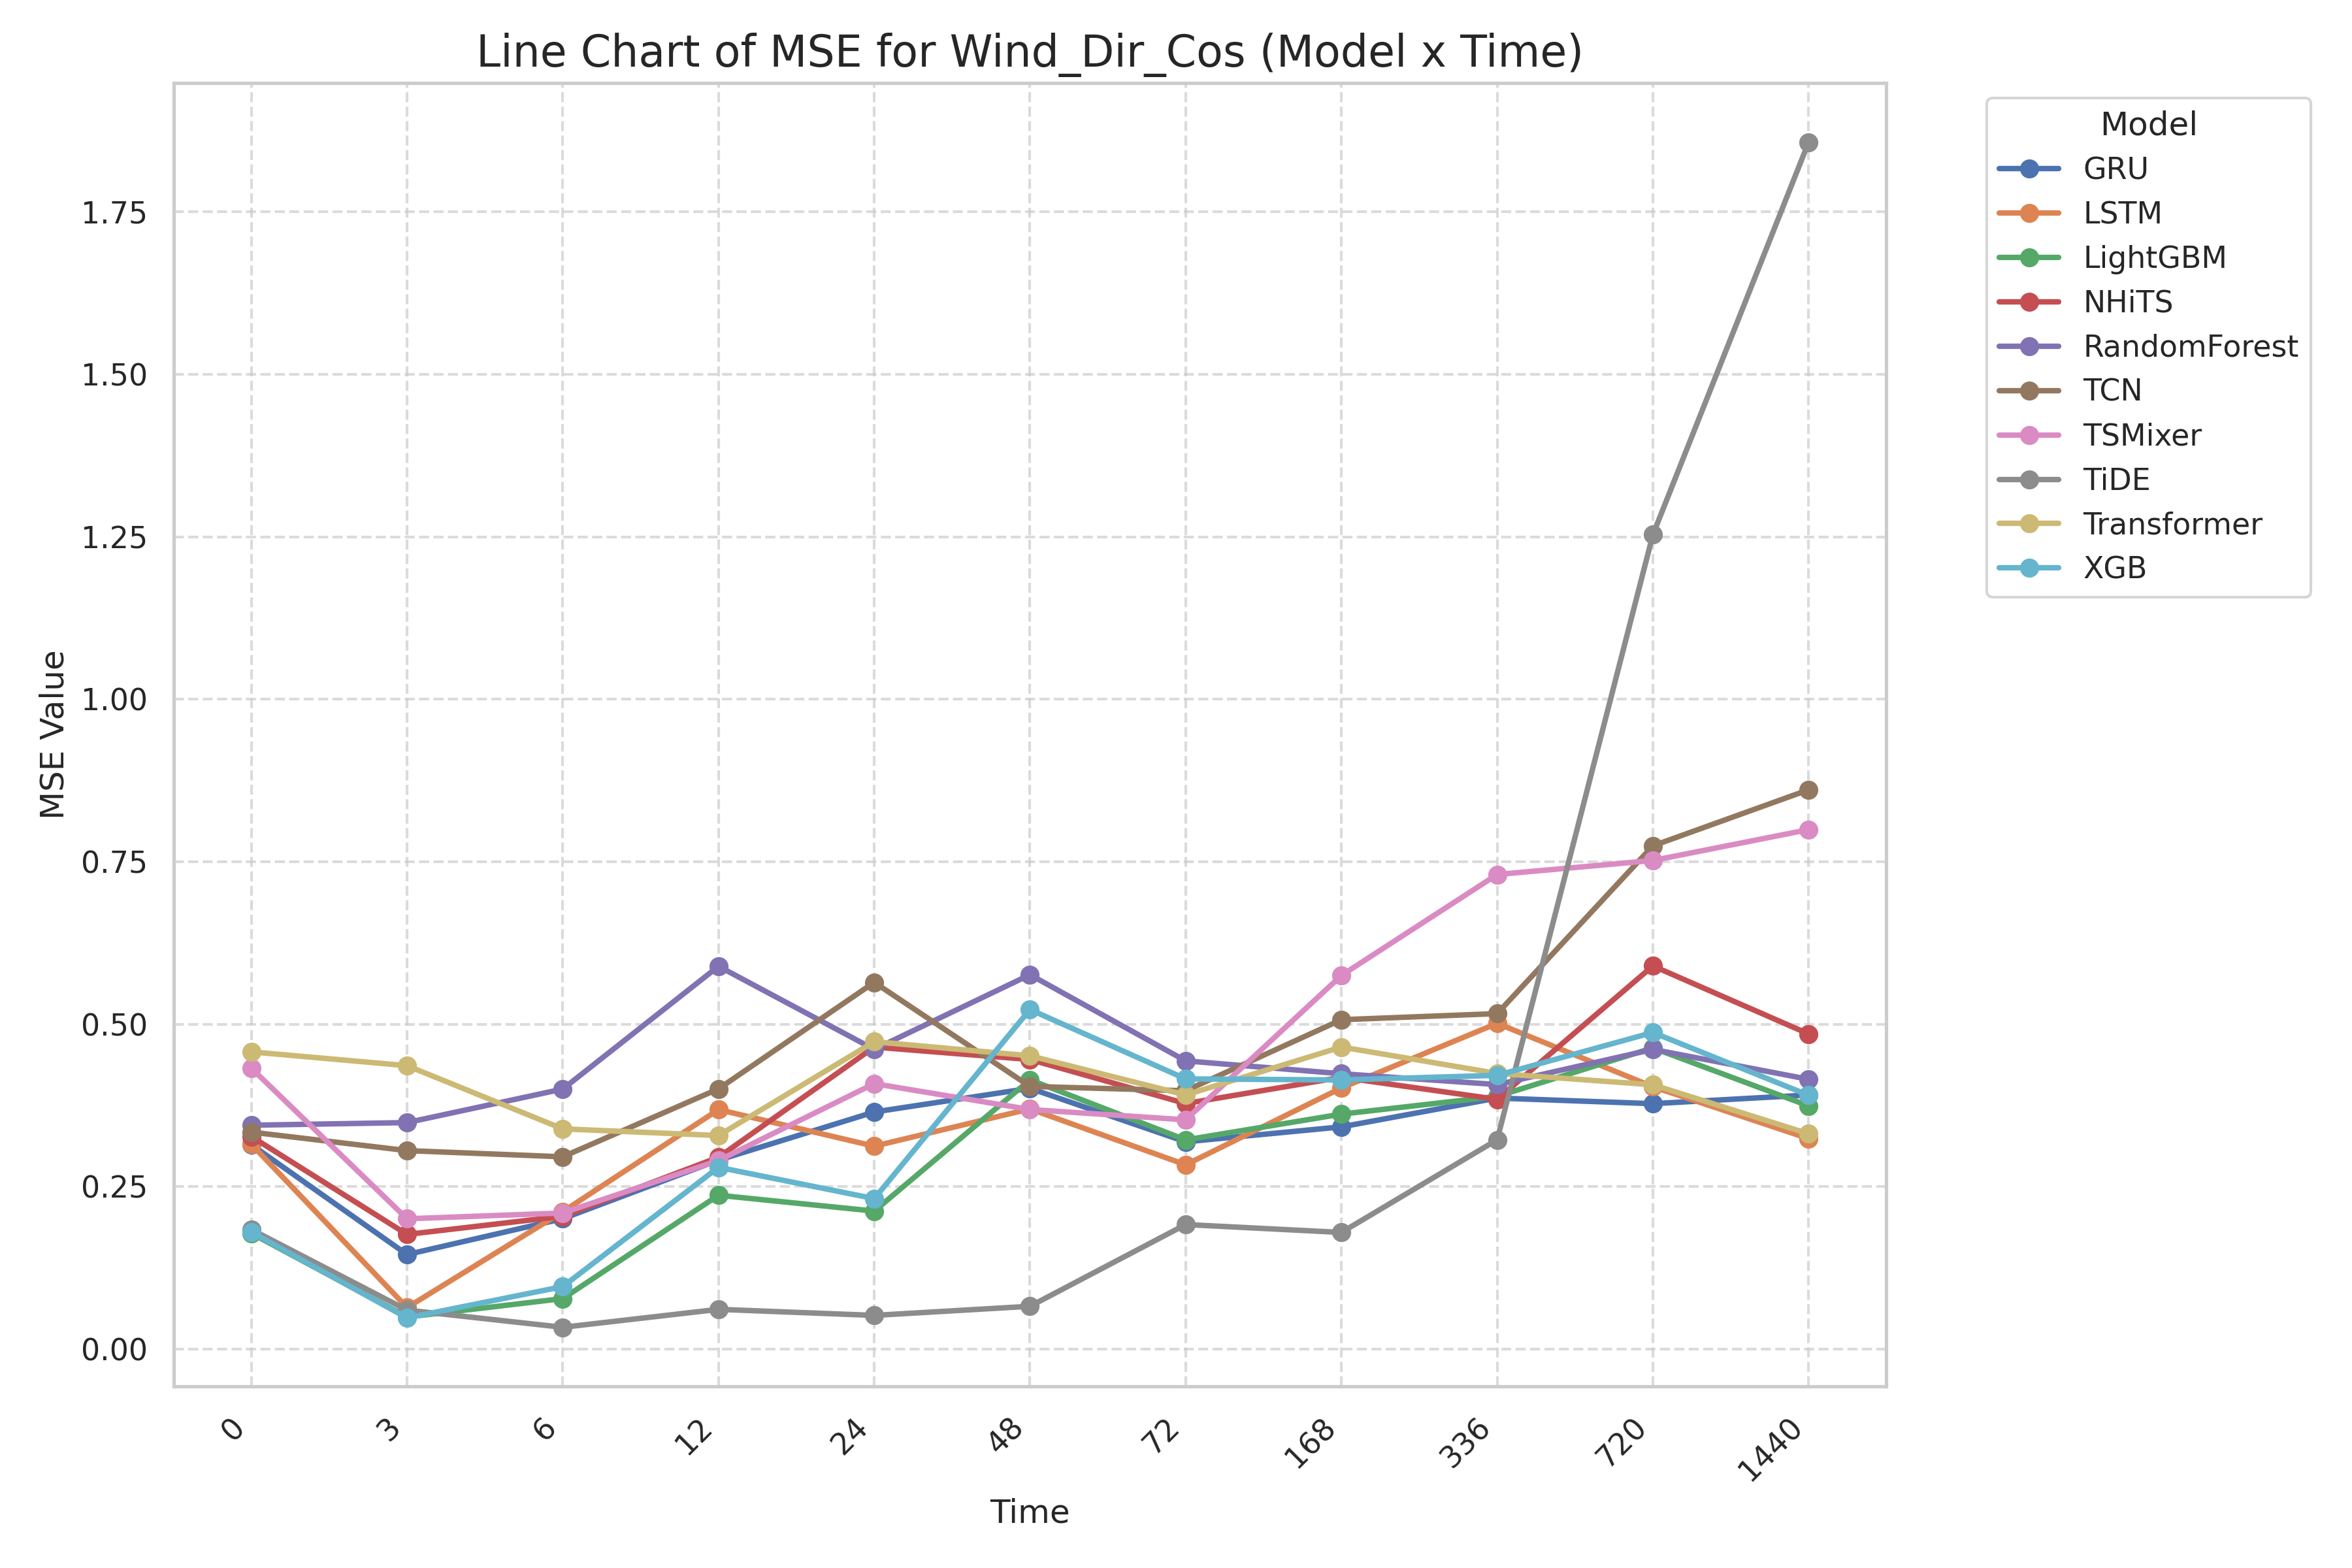 Line Chart of MSE for Wind_Dir_Cos (Model x Time)
Model
GRU
LSTM
LightGBM
NHiTS
RandomForest
TCN
TSMixer
TiDE
Transformer
XGB
MSE Value
1.75
1.50
1.25
1.00
0.75
0.50
0.25
0.00
0
3
6
12
24
48
72
168
336
720
1440
Time